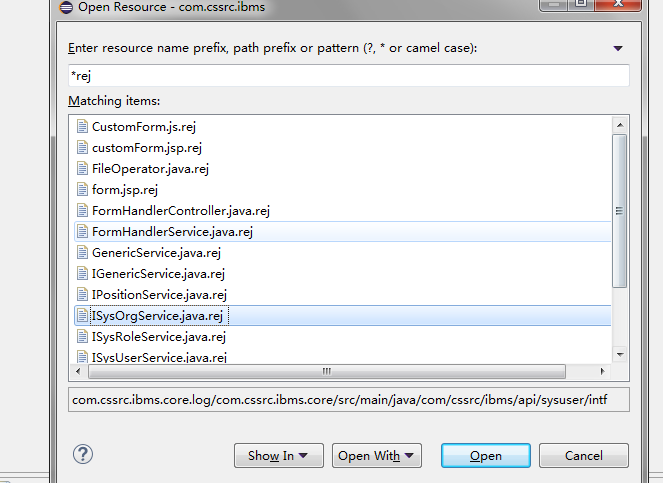 Open Resource - com.cssrc.ibms
Enter resource name prefix, path prefix or pattern (?, * or camel case):
*rej
Matching items:
CustomForm.js.rej
customForm.jsp.rej
FileOperator.java.rej
form.jsp.rej
FormHandlerController.java.rej
FormHandlerService.java.rej
GenericService.java.rej
IGenericService.java.rej
IPositionService.java.rej
ISysOrgService.java.rej
ISysRoleService.java.rej
ISysUserService.java.rej
com.cssrc.ibms.core.log/com.cssrc.ibms.core/src/main/java/com/cssrc/ibms/api/sysuser/intf
? Show In Open With Open Cancel